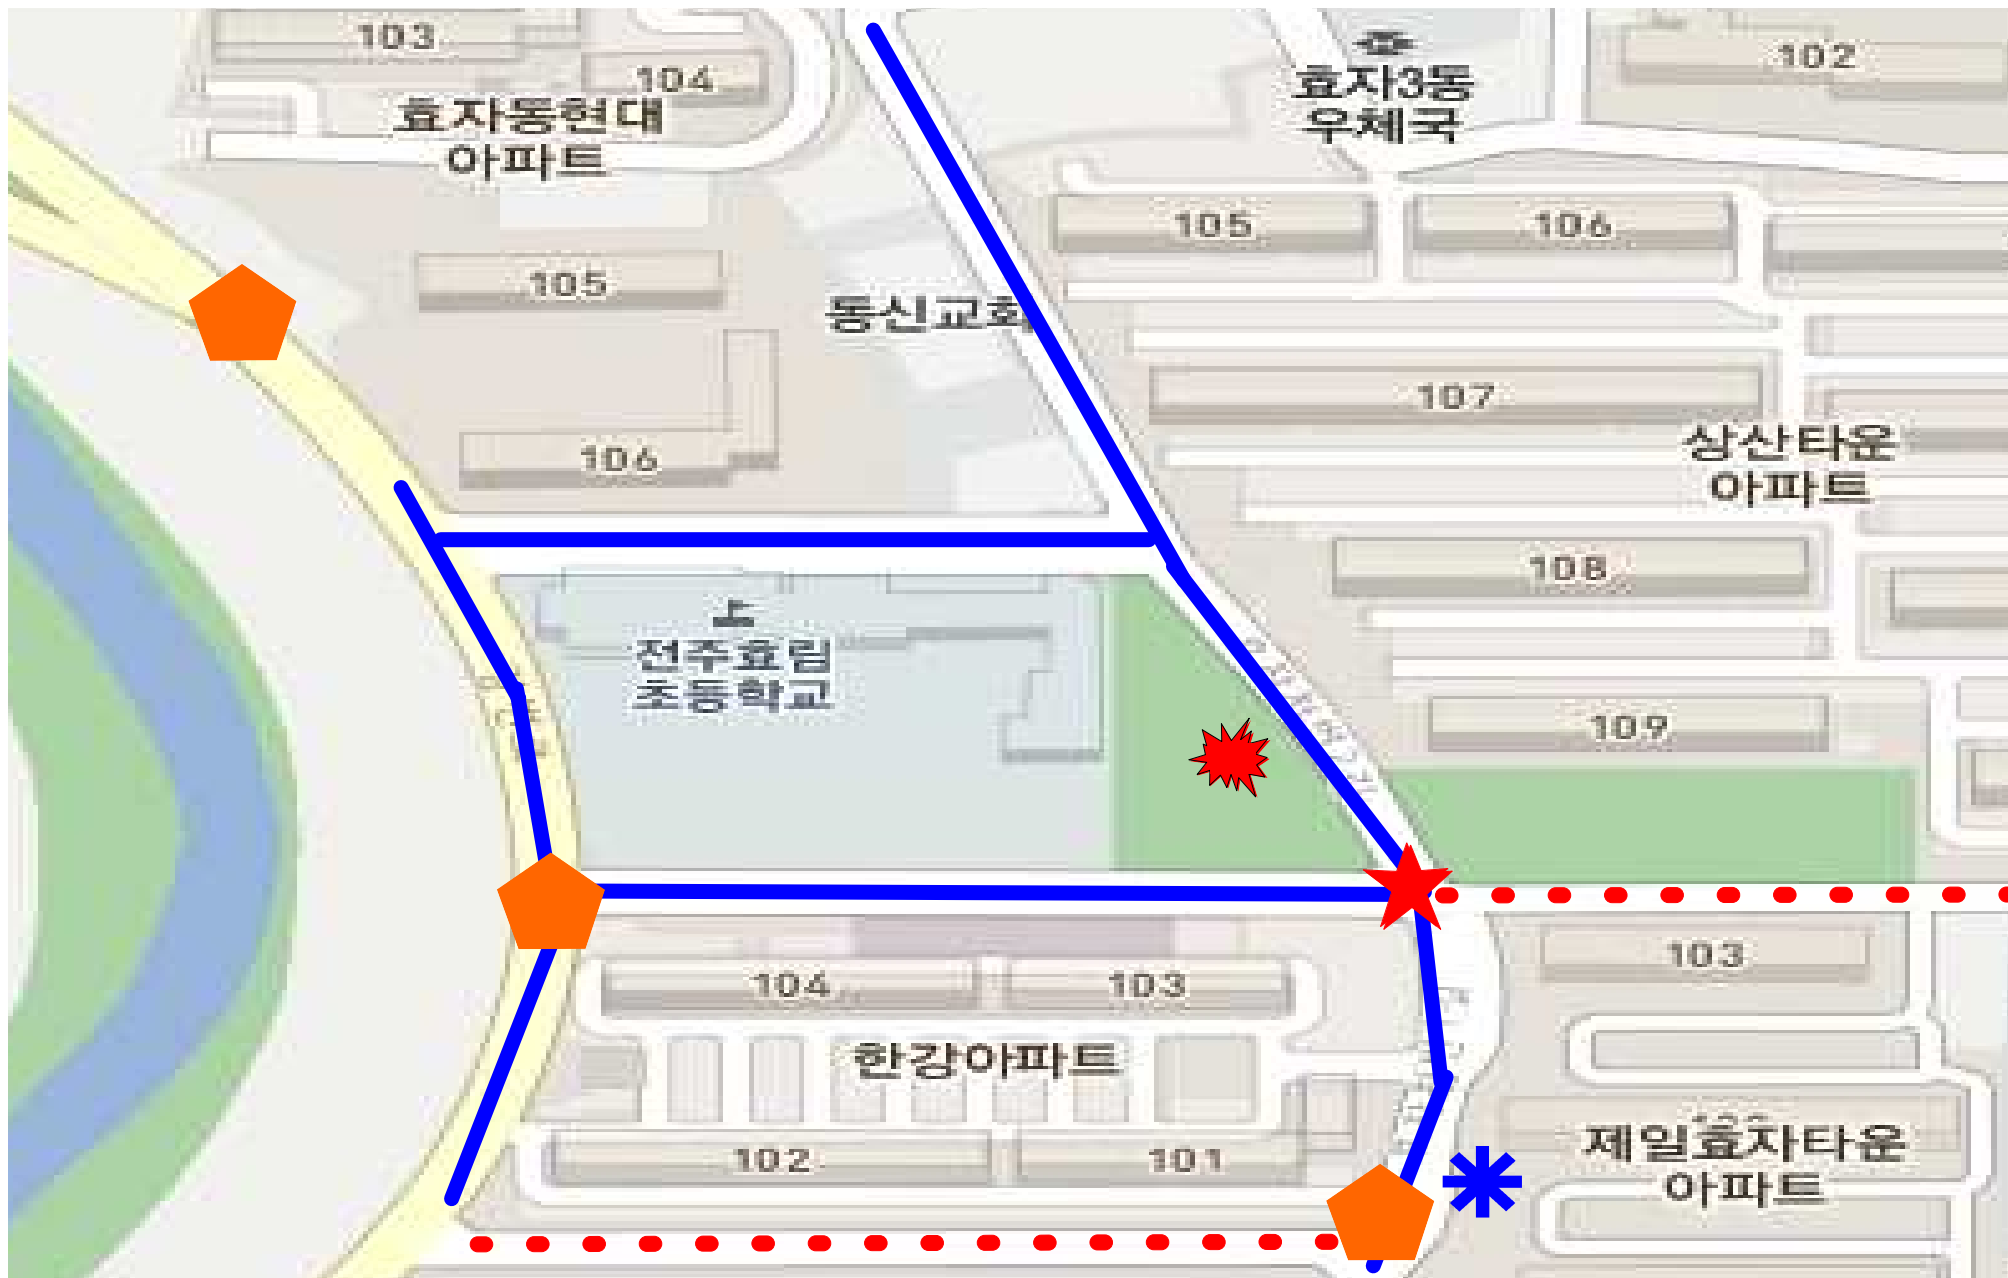 103
104
효자동현대
아파트
효자3동
우체국
102
105
106
105
동신교회
107
106
상산타운
아파트
108
전주효림
초등학교
109
103
104
103
한강아파트
102
101
제일효자타운
아파트